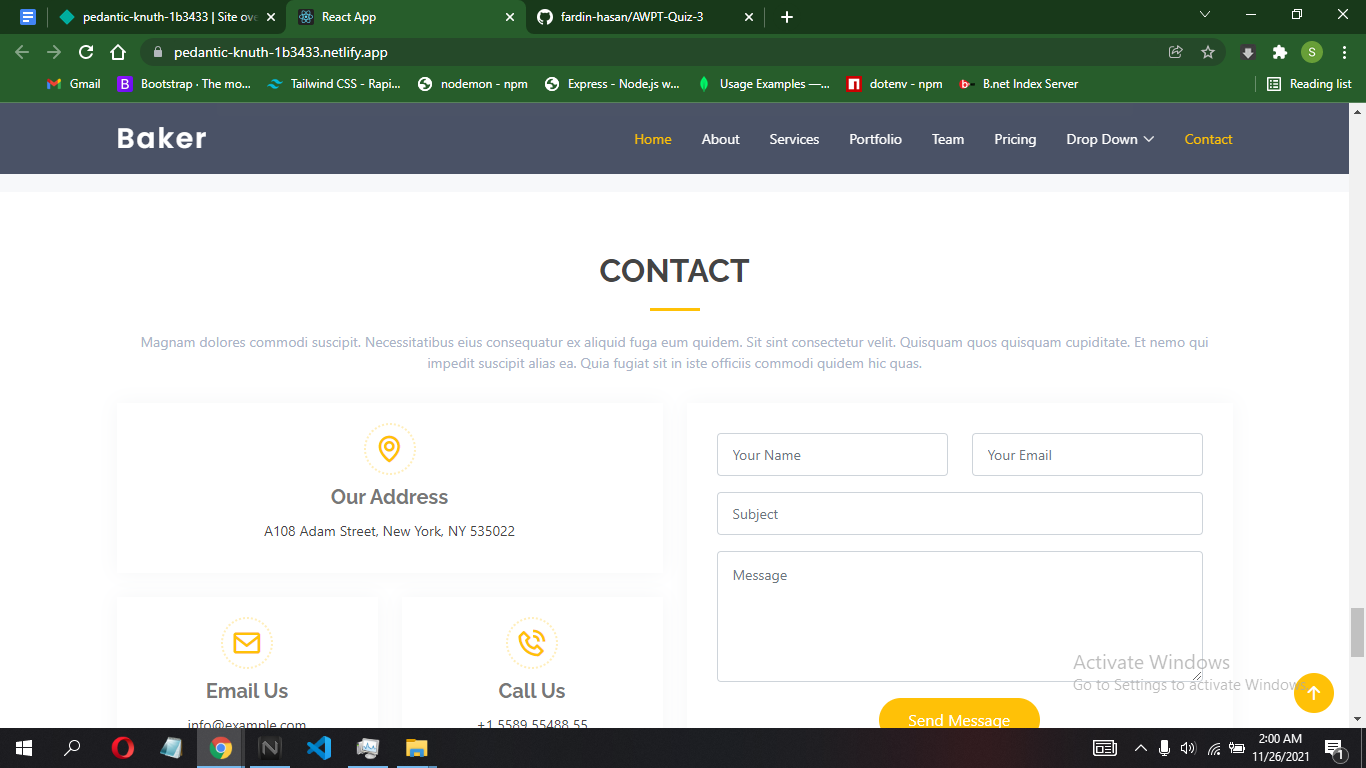 pedantic-knuth-1b3433 | Site ove
React App
fardin-hasan/AWPT-Quiz-3
pedantic-knuth-1b3433.netlify.app
S
Gmail
B Bootstrap · The mo...
Tailwind CSS - Rapi...
nodemon - npm
Express - Node.js w...
Usage Examples —...
dotenv - npm
B.net Index Server
Reading list
Baker
Home
About
Services
Portfolio
Team
Pricing
Drop Down
Contact
CONTACT
Magnam dolores commodi suscipit. Necessitatibus eius consequatur ex aliquid fuga eum quidem. Sit sint consectetur velit. Quisquam quos quisquam cupiditate. Et nemo qui
impedit suscipit alias ea. Quia fugiat sit in iste officiis commodi quidem hic quas.
Our Address
A108 Adam Street, New York, NY 535022
Email Us
info@example.com
Call Us
+1 5589 55488 55
Your Name
Your Email
Subject
Message
Send Message
Activate Windows
Go to Settings to activate Windows.
N
2:00 AM
11/26/2021
1